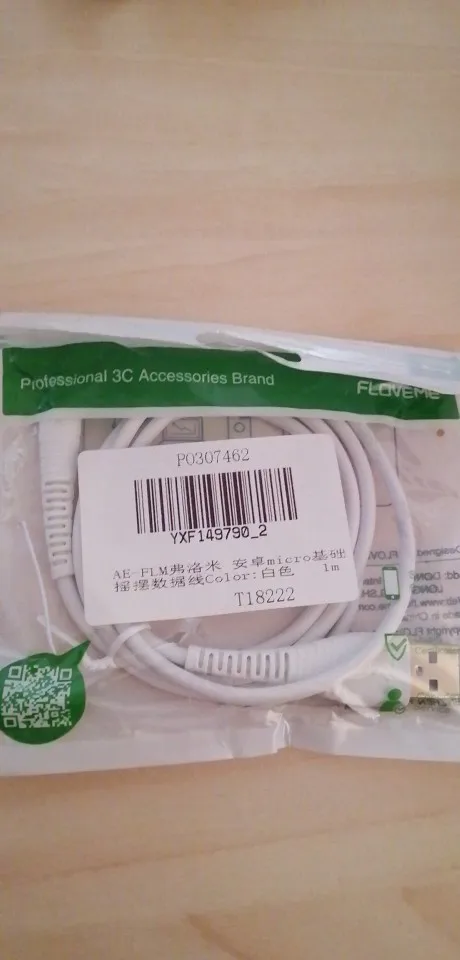 Professional 3C Accessories Brand
FLOVEME
PO307462
YXF149790_2
AE-FLM弗洛米 安卓micro基础
摇摆数据线Color:白色 1m
T18222